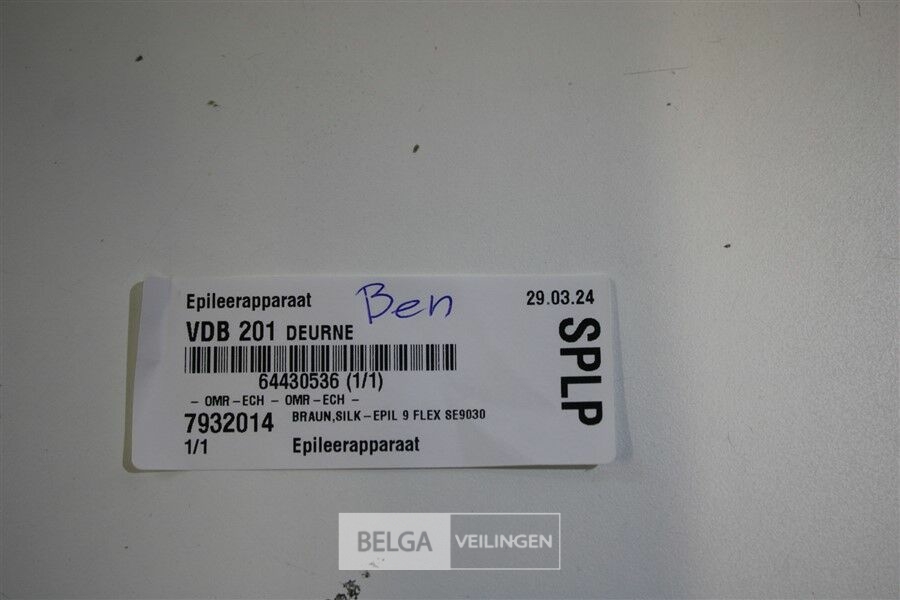 Epileerapparaat Ben 29.03.24
VDB 201 DEURNE
64430536 (1/1)
– OMR–ECH – OMR–ECH –
7932014 BRAUN,SILK–EPIL 9 FLEX SE9030
1/1 Epileerapparaat
SPLP
BELGA VEILINGEN